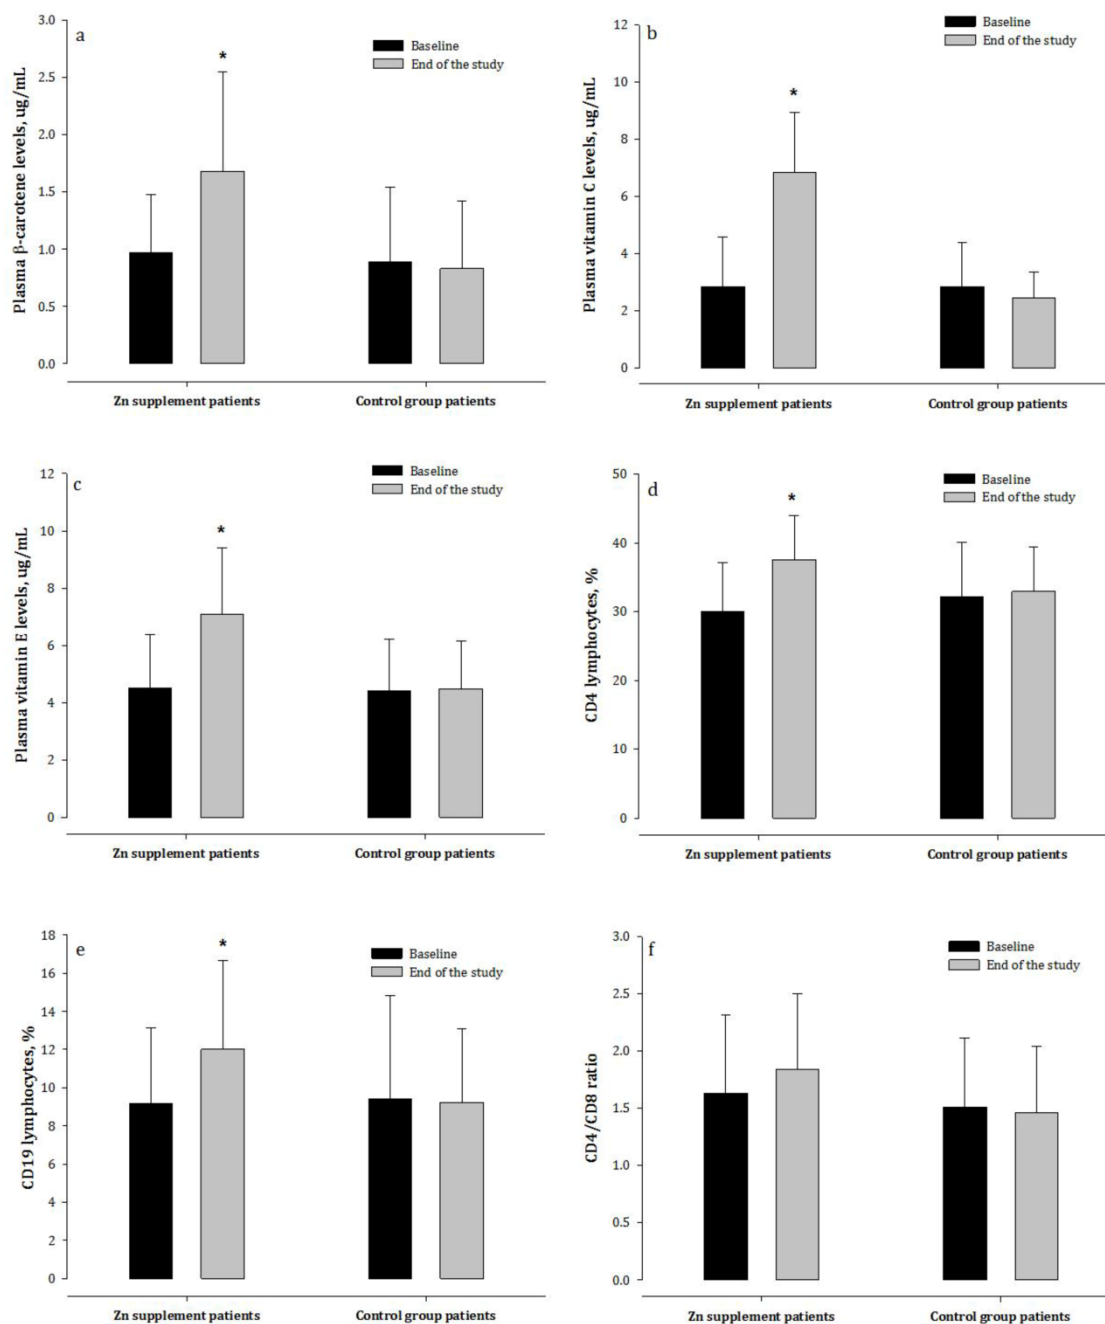 a
Baseline
End of the study
Plasma β-carotene levels, ug/mL
3.0
2.5
2.0
1.5
1.0
0.5
0.0
*
Zn supplement patients
Control group patients
b
Baseline
End of the study
Plasma vitamin C levels, ug/mL
12
10
8
6
4
2
0
*
Zn supplement patients
Control group patients
c
Baseline
End of the study
Plasma vitamin E levels, ug/mL
12
10
8
6
4
2
0
*
Zn supplement patients
Control group patients
d
Baseline
End of the study
CD4 lymphocytes, %
50
40
30
20
10
0
*
Zn supplement patients
Control group patients
e
Baseline
End of the study
CD19 lymphocytes, %
18
16
14
12
10
8
6
4
2
0
*
Zn supplement patients
Control group patients
f
Baseline
End of the study
CD4/CD8 ratio
3.0
2.5
2.0
1.5
1.0
0.5
0.0
Zn supplement patients
Control group patients